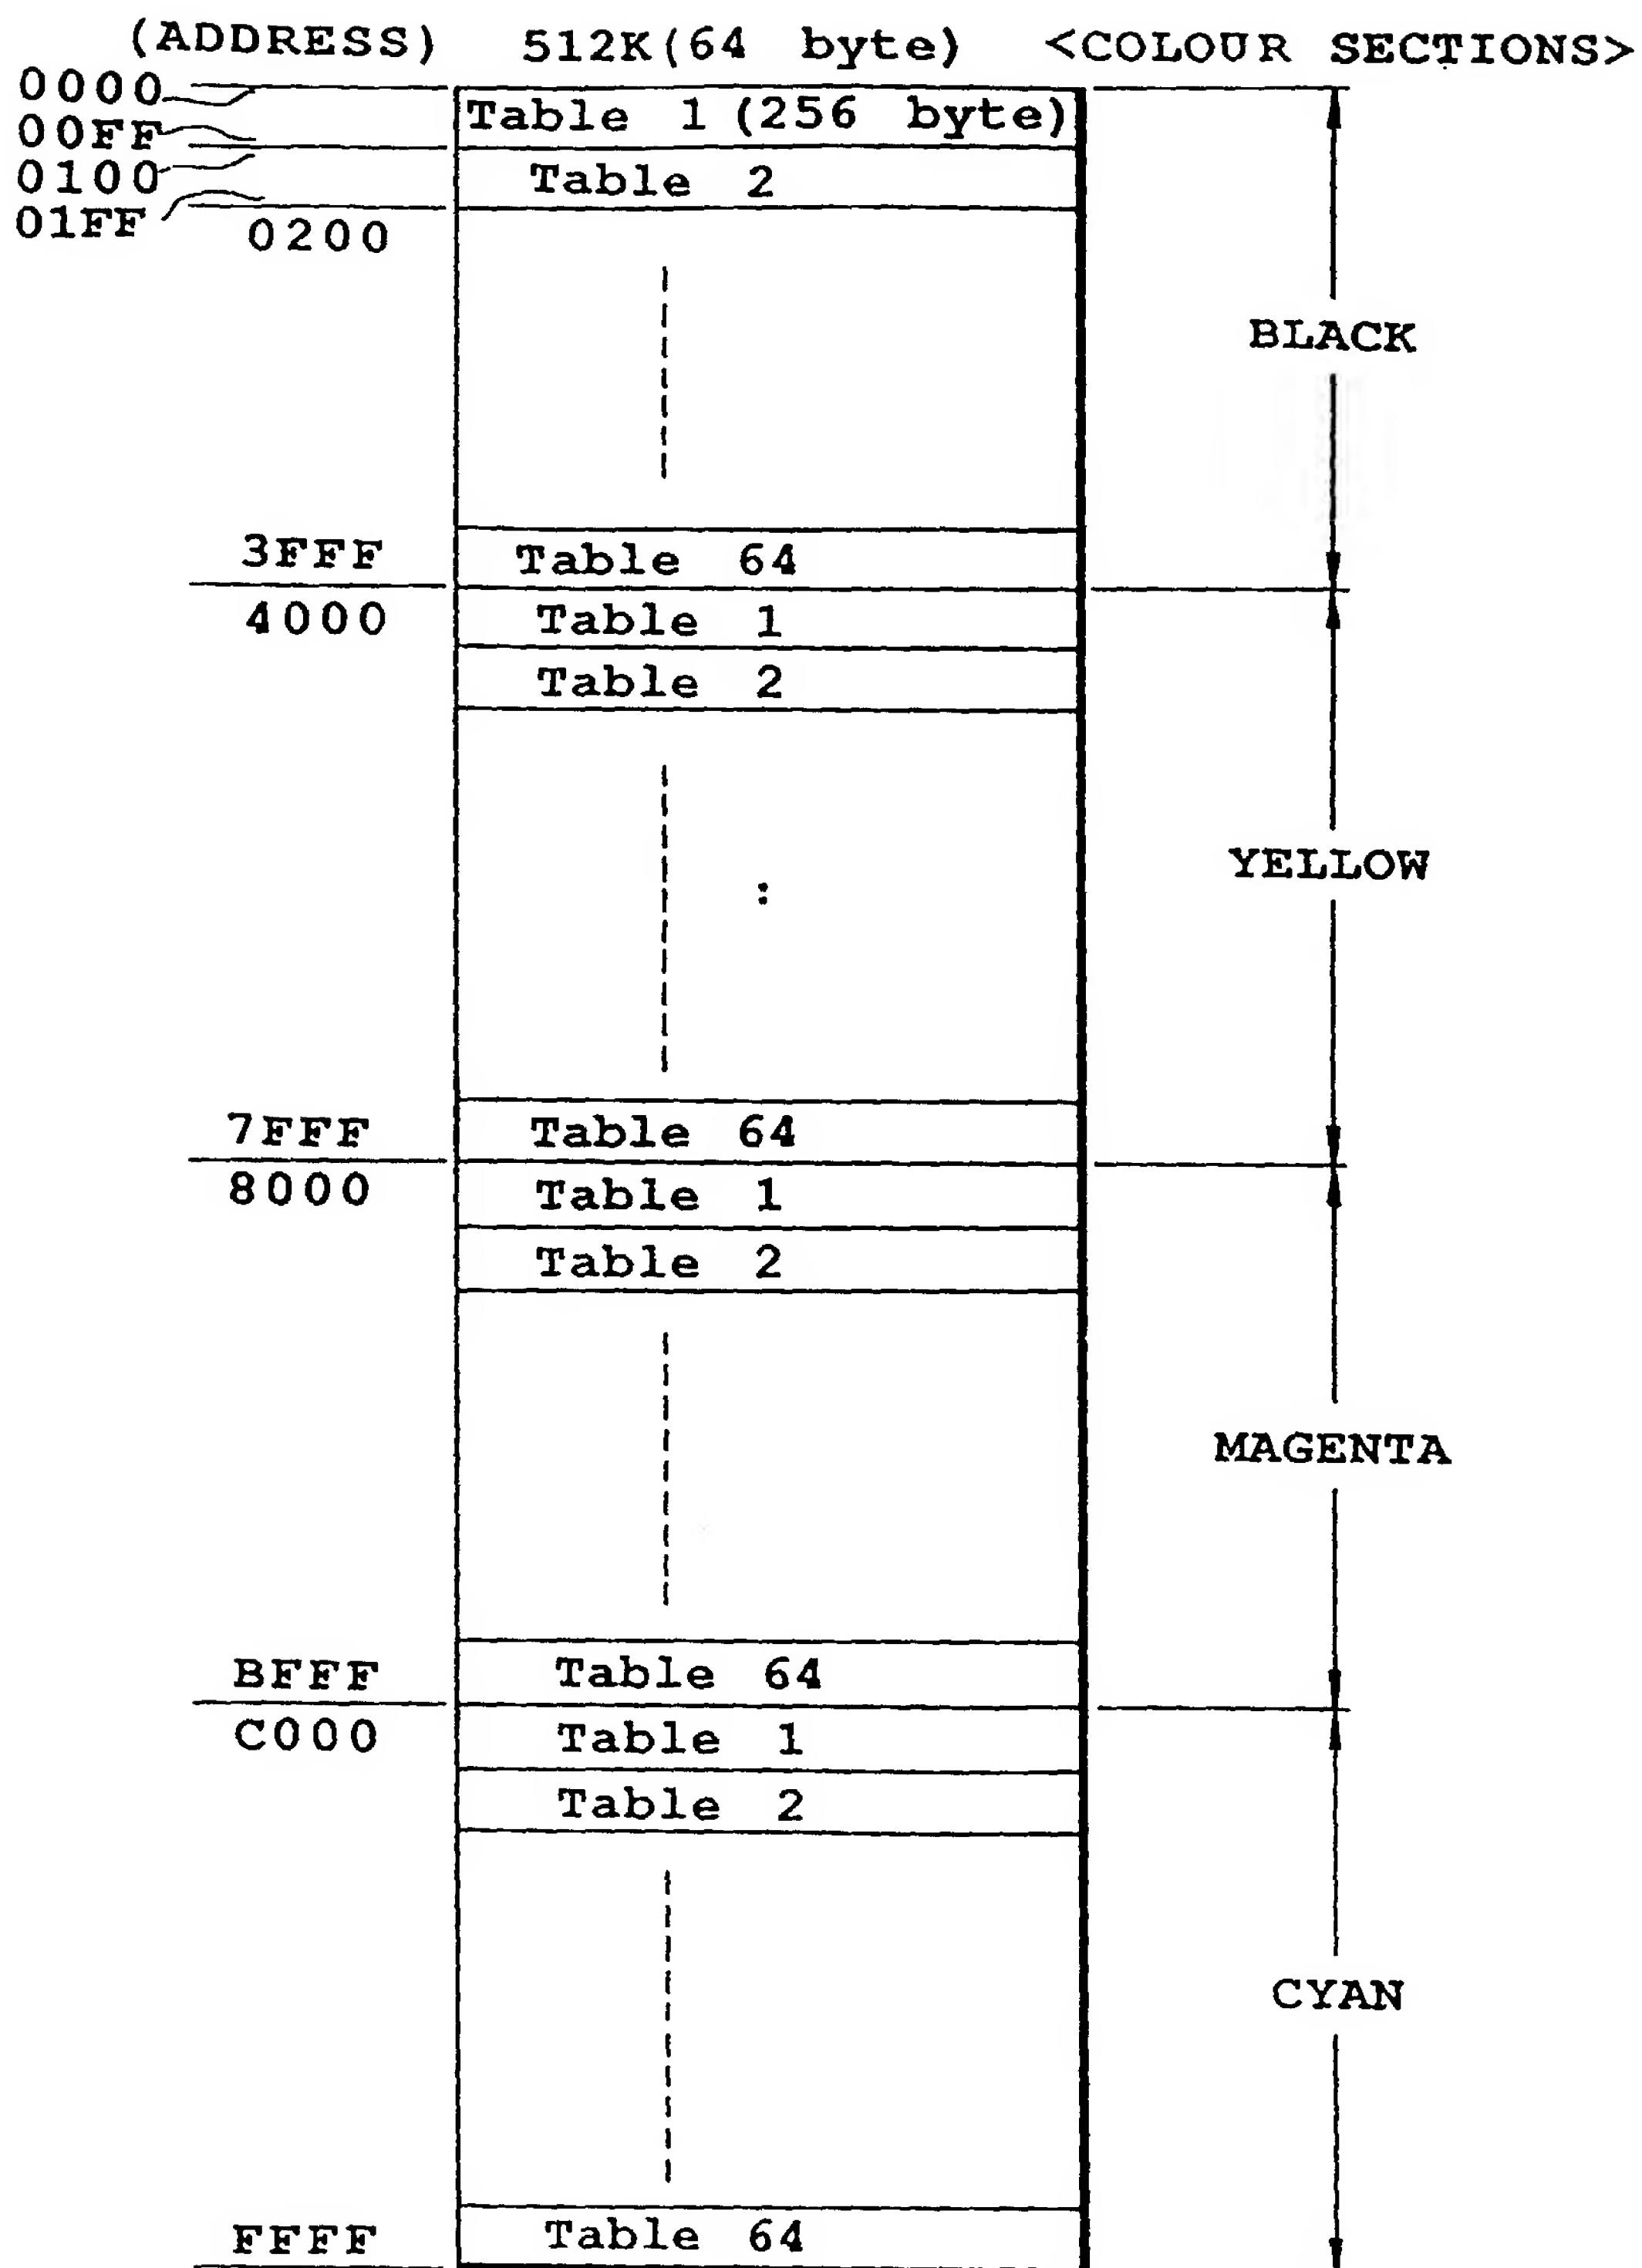 (ADDRESS) 512K(64 byte) <COLOUR SECTIONS>
0000
Table 1 (256 byte)
00FF
0100
Table 2
01FF
0200
BLACK
3FFF
Table 64
4000
Table 1
Table 2
YELLOW
:
7FFF
Table 64
8000
Table 1
Table 2
MAGENTA
BFFF
Table 64
C000
Table 1
Table 2
CYAN
FFFF
Table 64